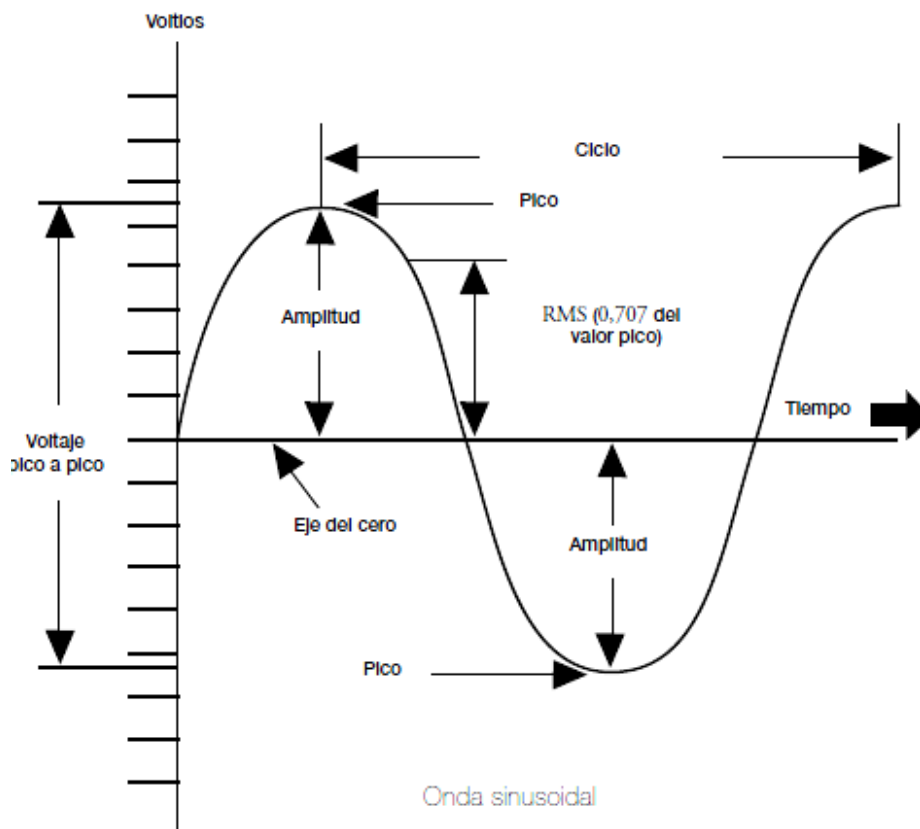 Voltios
Ciclo
Pico
Amplitud
RMS (0,707 del
valor pico)
Tiempo
Voltaje
pico a pico
Eje del cero
Amplitud
Pico
Onda sinusoidal